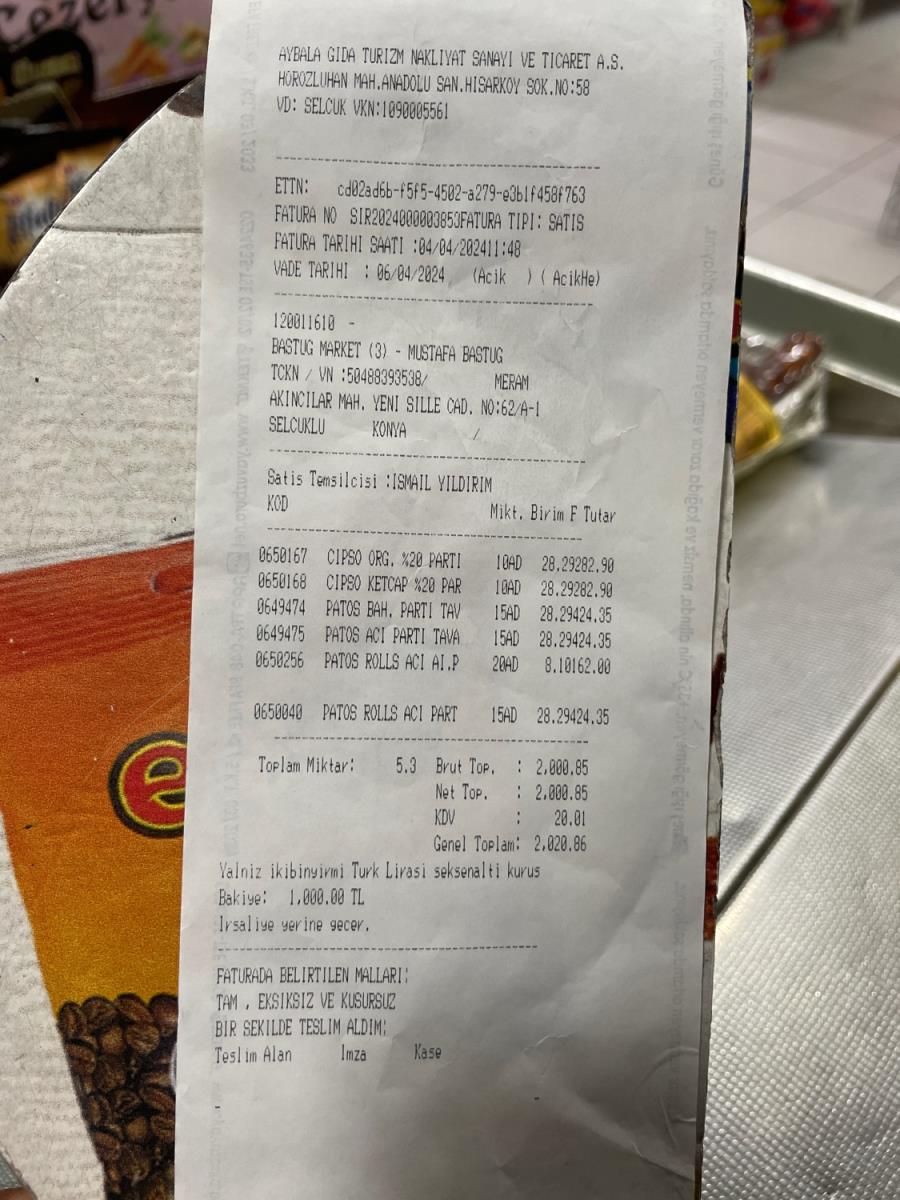 Cezerye
AYBALA GIDA TURIZM NAKLIYAT SANAYI VE TICARET A.S.
HOROZLUHAN MAH.ANADOLU SAN.HISARKOY SOK.NO:58
VD: SELCUK VKN:1090005561
ETTN: cd02ad6b-f5f5-4502-a279-e3b1f458f763
FATURA NO SIR2024000003853FATURA TIPI: SATIS
FATURA TARIHI SAATI :04/04/202411:48
VADE TARIHI : 06/04/2024 (Acik ) ( AcikHe)
120011610 -
BASTUG MARKET (3) - MUSTAFA BASTUG
TCKN / VN :50488393538/ MERAM
AKINCILAR MAH. YENI SILLE CAD. NO:62/A-1
SELCUKLU KONYA /
Satis Temsilcisi :ISMAIL YILDIRIM
KOD Mikt. Birim F Tutar
0650167 CIPSO ORG. %20 PARTI 10AD 28.29282.90
0650168 CIPSO KETCAP %20 PAR 10AD 28.29282.90
0649474 PATOS BAH. PARTI TAV 15AD 28.29424.35
0649475 PATOS ACI PARTI TAVA 15AD 28.29424.35
0650256 PATOS ROLLS ACI AI.P 20AD 8.10162.00
0650040 PATOS ROLLS ACI PART 15AD 28.29424.35
Toplam Miktar: 5.3 Brut Top. : 2,000.85
Net Top. : 2,000.85
KDV : 20.01
Genel Toplam: 2,020.86
Yalniz ikibinyirmi Turk Lirasi seksenalti kurus
Bakiye: 1,000.00 TL
Irsaliye yerine gecer.
FATURADA BELIRTILEN MALLARI;
TAM , EKSIKSIZ VE KUSURSUZ
BIR SEKILDE TESLIM ALDIM;
Teslim Alan Imza Kase
e